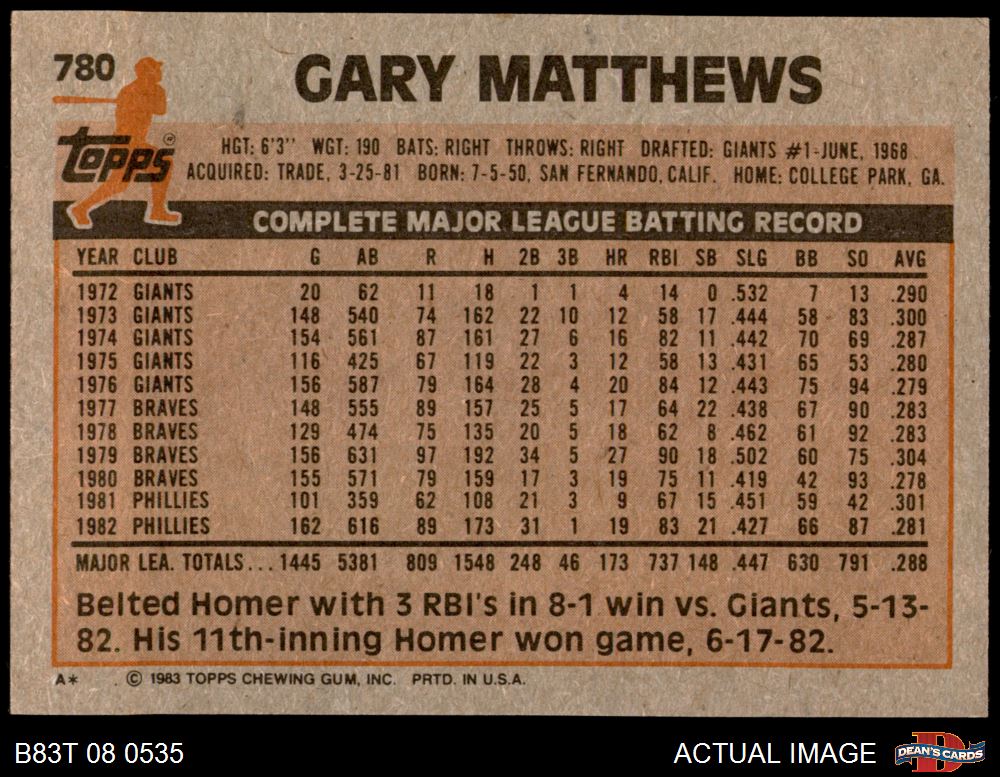 780
GARY MATTHEWS
Topps®
HGT: 6'3'' WGT: 190 BATS: RIGHT THROWS: RIGHT DRAFTED: GIANTS #1-JUNE, 1968
ACQUIRED: TRADE, 3-25-81 BORN: 7-5-50, SAN FERNANDO, CALIF. HOME: COLLEGE PARK, GA.
COMPLETE MAJOR LEAGUE BATTING RECORD
YEAR CLUB G AB R H 2B 3B HR RBI SB SLG BB SO AVG
1972 GIANTS 20 62 11 18 1 1 4 14 0 .532 7 13 .290
1973 GIANTS 148 540 74 162 22 10 12 58 17 .444 58 83 .300
1974 GIANTS 154 561 87 161 27 6 16 82 11 .442 70 69 .287
1975 GIANTS 116 425 67 119 22 3 12 58 13 .431 65 53 .280
1976 GIANTS 156 587 79 164 28 4 20 84 12 .443 75 94 .279
1977 BRAVES 148 555 89 157 25 5 17 64 22 .438 67 90 .283
1978 BRAVES 129 474 75 135 20 5 18 62 8 .462 61 92 .283
1979 BRAVES 156 631 97 192 34 5 27 90 18 .502 60 75 .304
1980 BRAVES 155 571 79 159 17 3 19 75 11 .419 42 93 .278
1981 PHILLIES 101 359 62 108 21 3 9 67 15 .451 59 42 .301
1982 PHILLIES 162 616 89 173 31 1 19 83 21 .427 66 87 .281
MAJOR LEA. TOTALS... 1445 5381 809 1548 248 46 173 737 148 .447 630 791 .288
Belted Homer with 3 RBI's in 8-1 win vs. Giants, 5-13-
82. His 11th-inning Homer won game, 6-17-82.
A* © 1983 TOPPS CHEWING GUM, INC. PRTD. IN U.S.A.
B83T 08 0535 ACTUAL IMAGE D DEAN'S CARDS